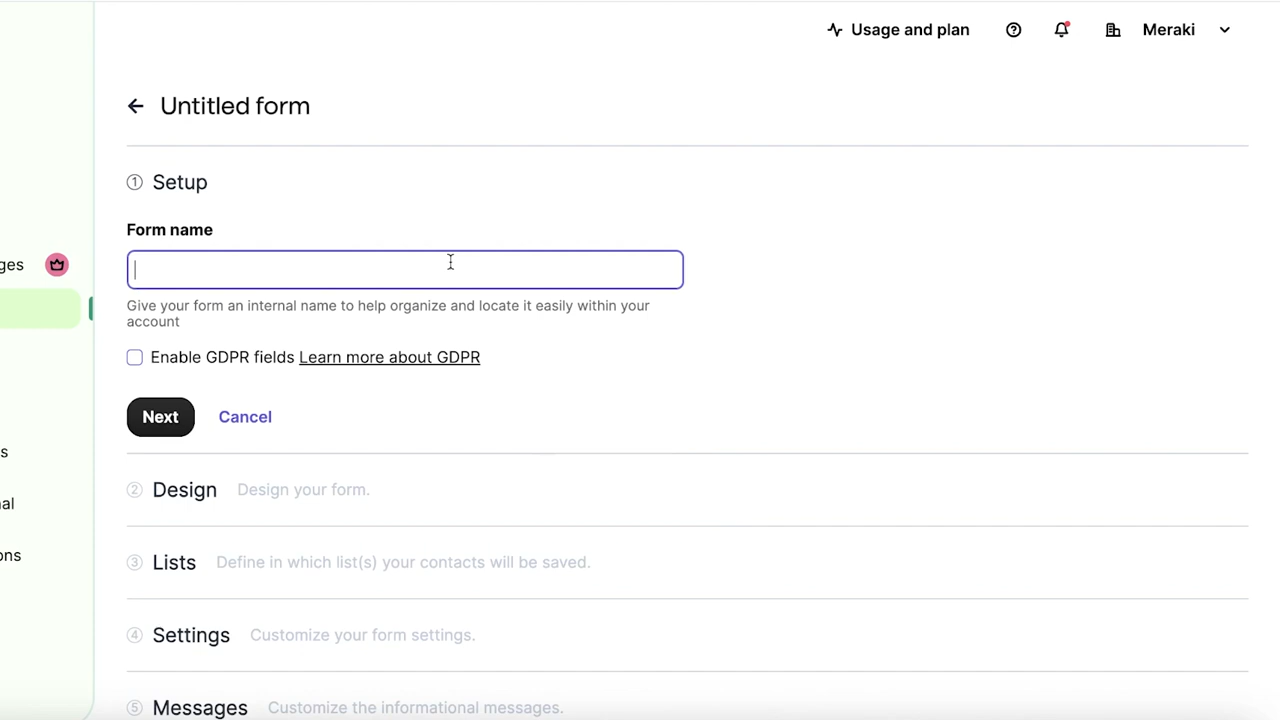 Usage and plan
Meraki
Untitled form
1 Setup
Form name
ges
Give your form an internal name to help organize and locate it easily within your
account
Enable GDPR fields Learn more about GDPR
Next Cancel
s
2 Design Design your form.
al
ons
3 Lists Define in which list(s) your contacts will be saved.
4 Settings Customize your form settings.
5 Messages Customize the informational messages.